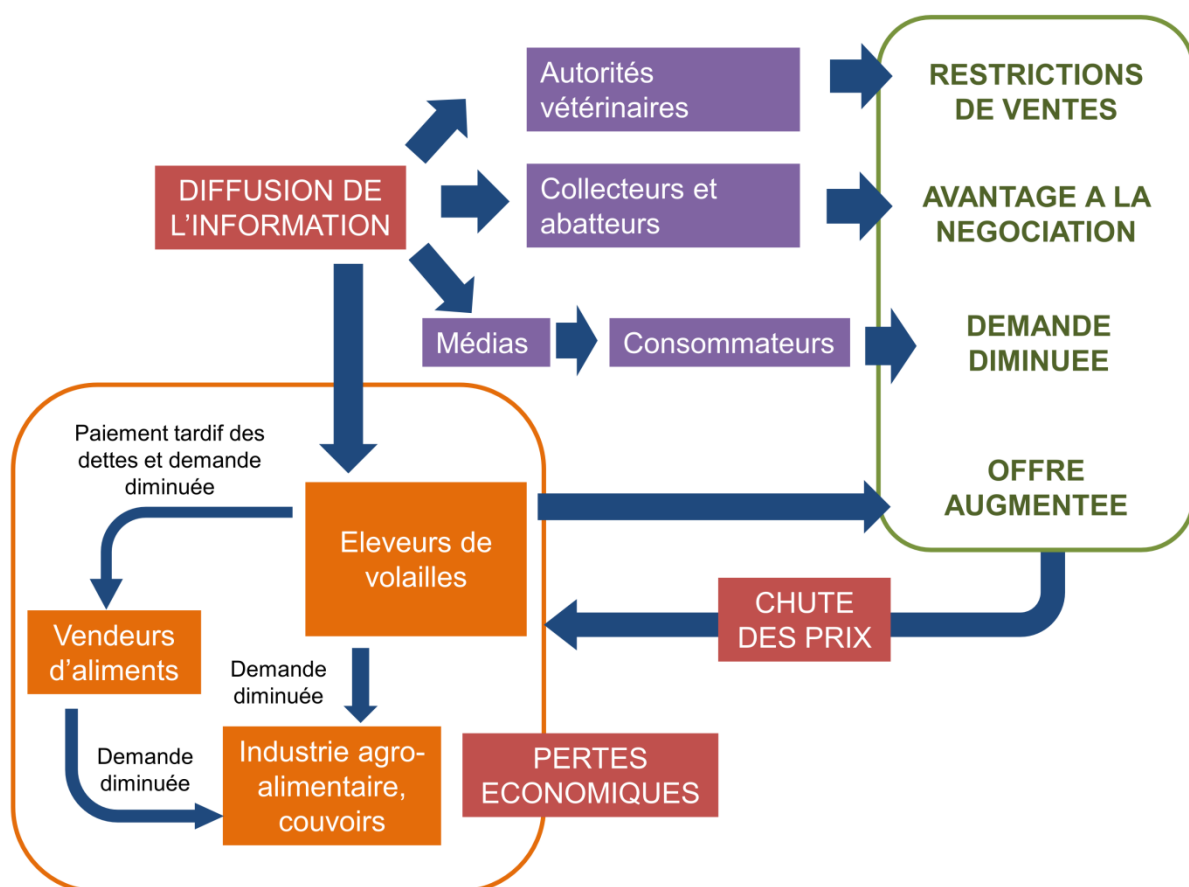 Autorités
vétérinaires
RESTRICTIONS
DE VENTES
DIFFUSION DE
L’INFORMATION
Collecteurs et
abatteurs
AVANTAGE A LA
NEGOCIATION
Médias
Consommateurs
DEMANDE
DIMINUEE
Paiement tardif des
dettes et demande
diminuée
Eleveurs de
volailles
OFFRE
AUGMENTEE
CHUTE
DES PRIX
Vendeurs
d’aliments
Demande
diminuée
Demande
diminuée
Industrie agro-
alimentaire,
couvoirs
PERTES
ECONOMIQUES